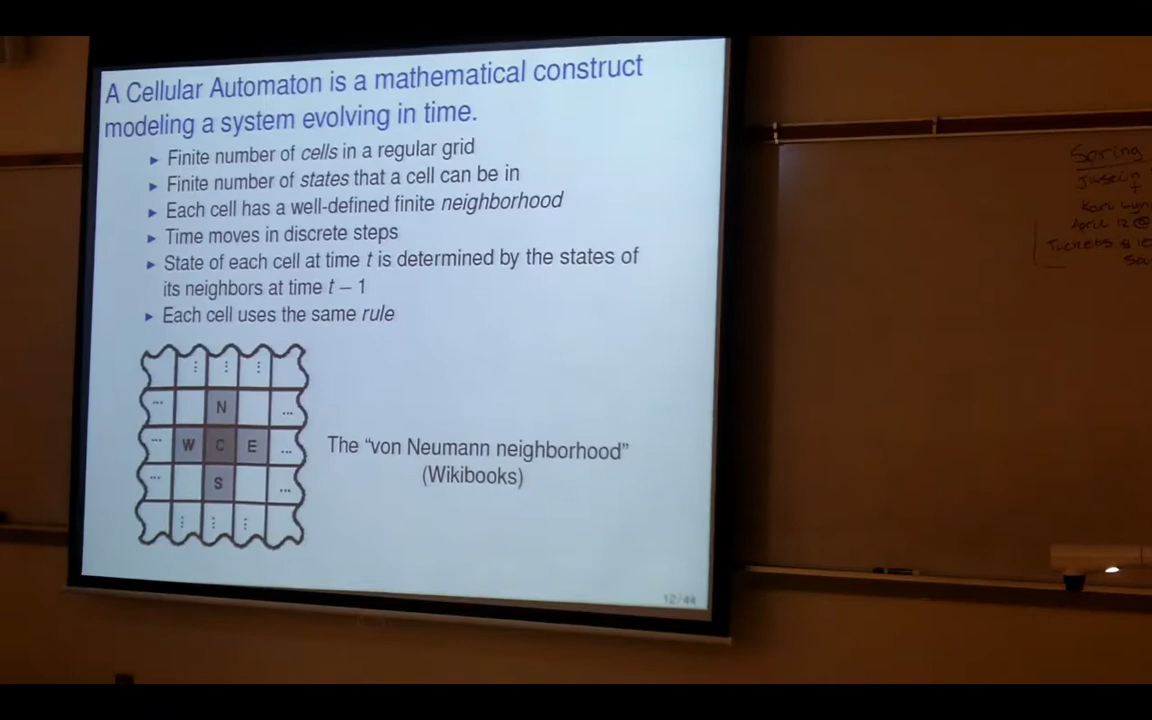 A Cellular Automaton is a mathematical construct
modeling a system evolving in time.
► Finite number of cells in a regular grid
► Finite number of states that a cell can be in
► Each cell has a well-defined finite neighborhood
► Time moves in discrete steps
► State of each cell at time t is determined by the states of
its neighbors at time t − 1
► Each cell uses the same rule
N
W C E
S
The “von Neumann neighborhood”
(Wikibooks)
12/44
Spring
April 12 @